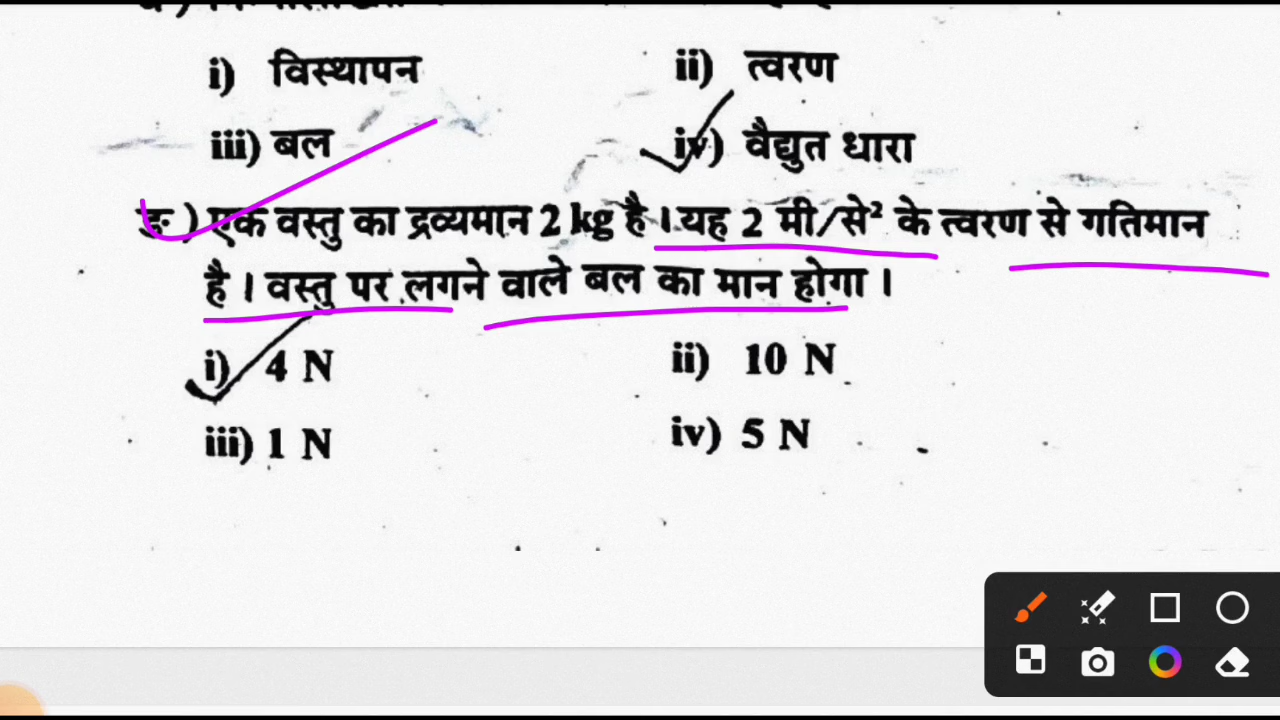 i) विस्थापन ii) त्वरण
iii) बल iv) वैद्युत धारा
ङ ) एक वस्तु का द्रव्यमान 2 kg है । यह 2 मी/से² के त्वरण से गतिमान
है । वस्तु पर लगने वाले बल का मान होगा ।
i) 4 N ii) 10 N
iii) 1 N iv) 5 N